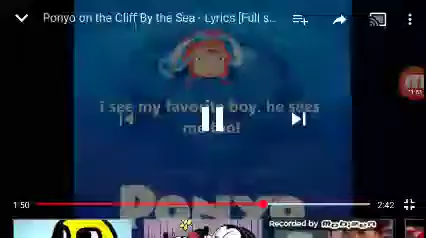 Ponyo on the Cliff By the Sea - Lyrics [Full s...
i see my favorite boy. he sees
me too!
1:50
2:42
PONYO
Recorded by